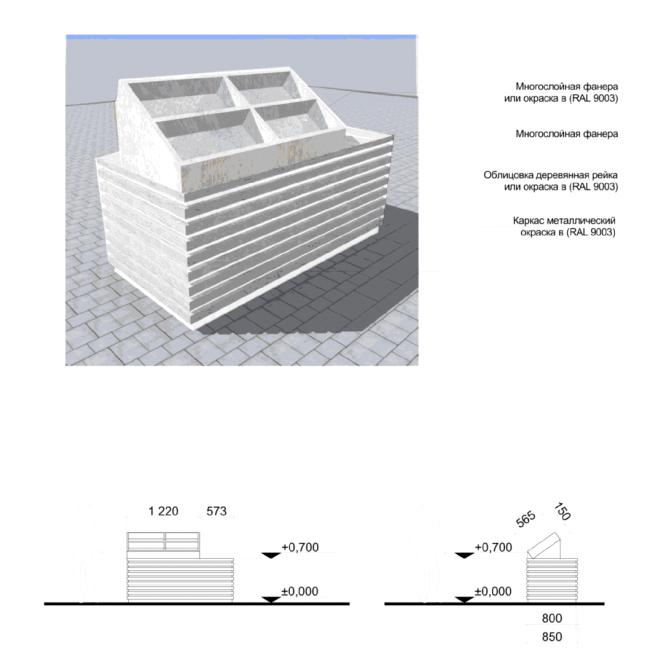 Многослойная фанера
или окраска в (RAL 9003)
Многослойная фанера
Облицовка деревянная рейка
или окраска в (RAL 9003)
Каркас металлический
окраска в (RAL 9003)
1 220 573
+0,700
±0,000
565 150
+0,700
±0,000
800
850